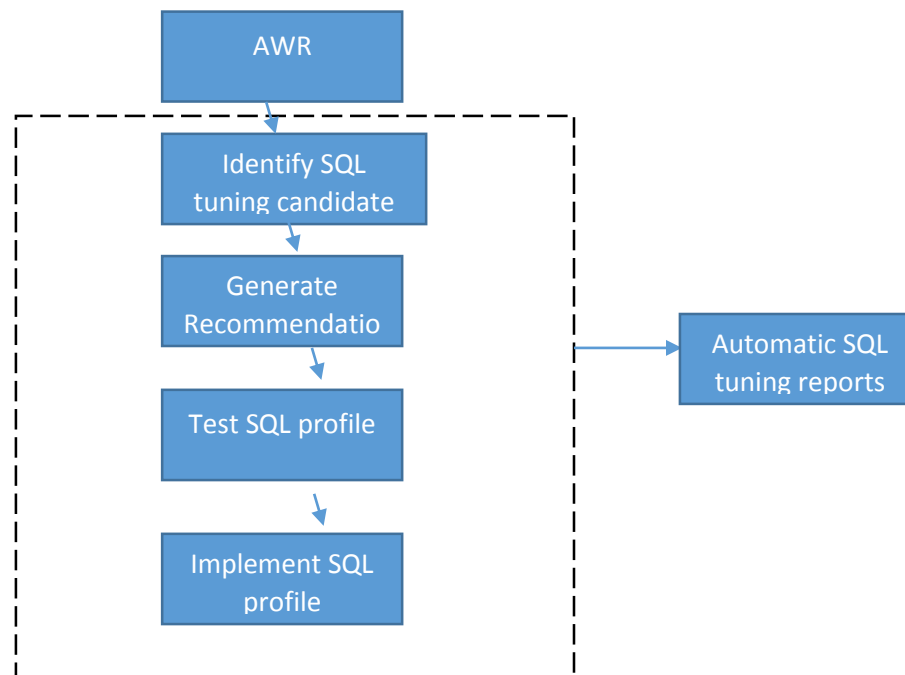 AWR
Identify SQL
tuning candidate
Generate
Recommendatio
Test SQL profile
Implement SQL
profile
Automatic SQL
tuning reports